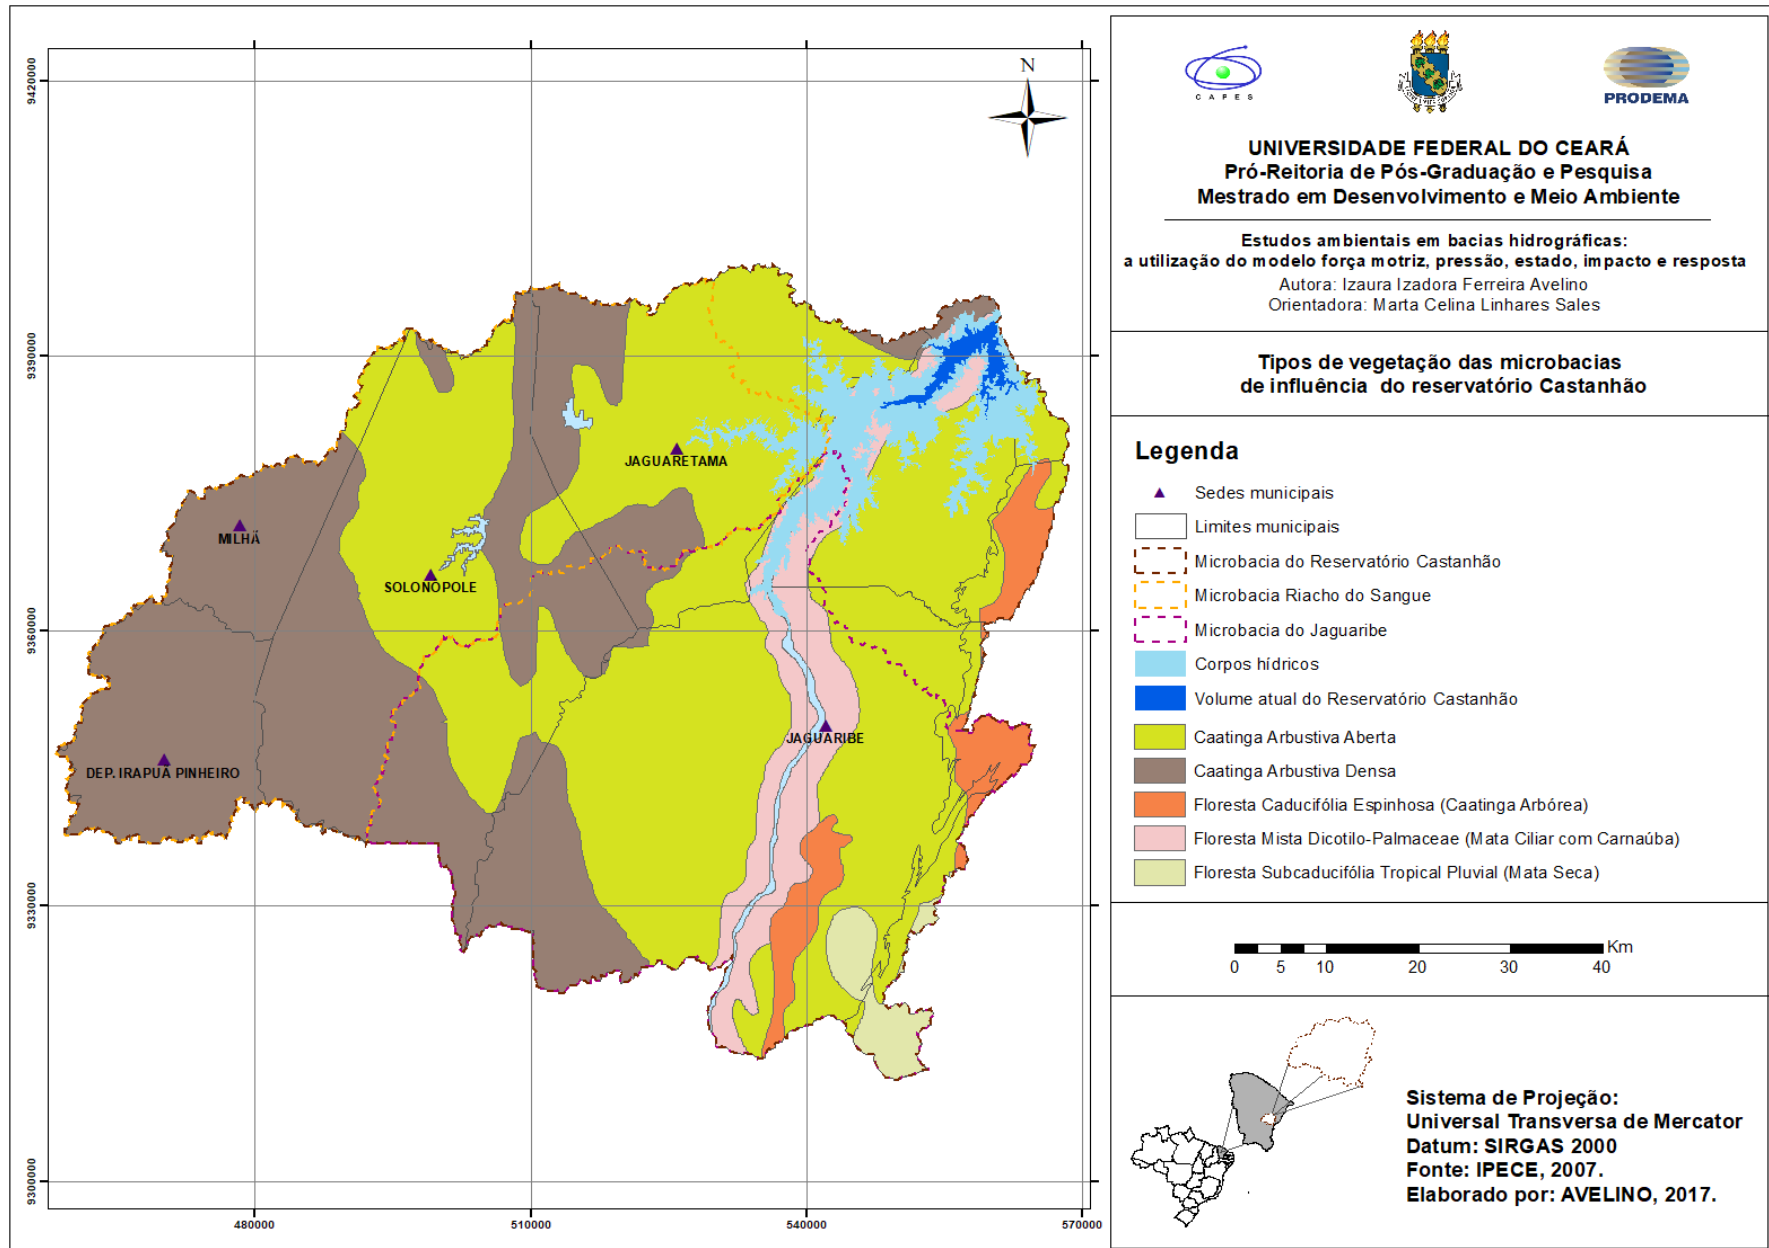 9420000
9390000
9360000
9330000
9300000
480000
510000
540000
570000
N
MILHÃ
SOLONÓPOLE
JAGUARETAMA
DEP. IRAPUÃ PINHEIRO
JAGUARIBE
CAPES
PRODEMA
UNIVERSIDADE FEDERAL DO CEARÁ
Pró-Reitoria de Pós-Graduação e Pesquisa
Mestrado em Desenvolvimento e Meio Ambiente
Estudos ambientais em bacias hidrográficas:
a utilização do modelo força motriz, pressão, estado, impacto e resposta
Autora: Izaura Izadora Ferreira Avelino
Orientadora: Marta Celina Linhares Sales
Tipos de vegetação das microbacias
de influência do reservatório Castanhão
Legenda
Sedes municipais
Limites municipais
Microbacia do Reservatório Castanhão
Microbacia Riacho do Sangue
Microbacia do Jaguaribe
Corpos hídricos
Volume atual do Reservatório Castanhão
Caatinga Arbustiva Aberta
Caatinga Arbustiva Densa
Floresta Caducifólia Espinhosa (Caatinga Arbórea)
Floresta Mista Dicotilo-Palmaceae (Mata Ciliar com Carnaúba)
Floresta Subcaducifólia Tropical Pluvial (Mata Seca)
Km
0 5 10 20 30 40
Sistema de Projeção:
Universal Transversa de Mercator
Datum: SIRGAS 2000
Fonte: IPECE, 2007.
Elaborado por: AVELINO, 2017.